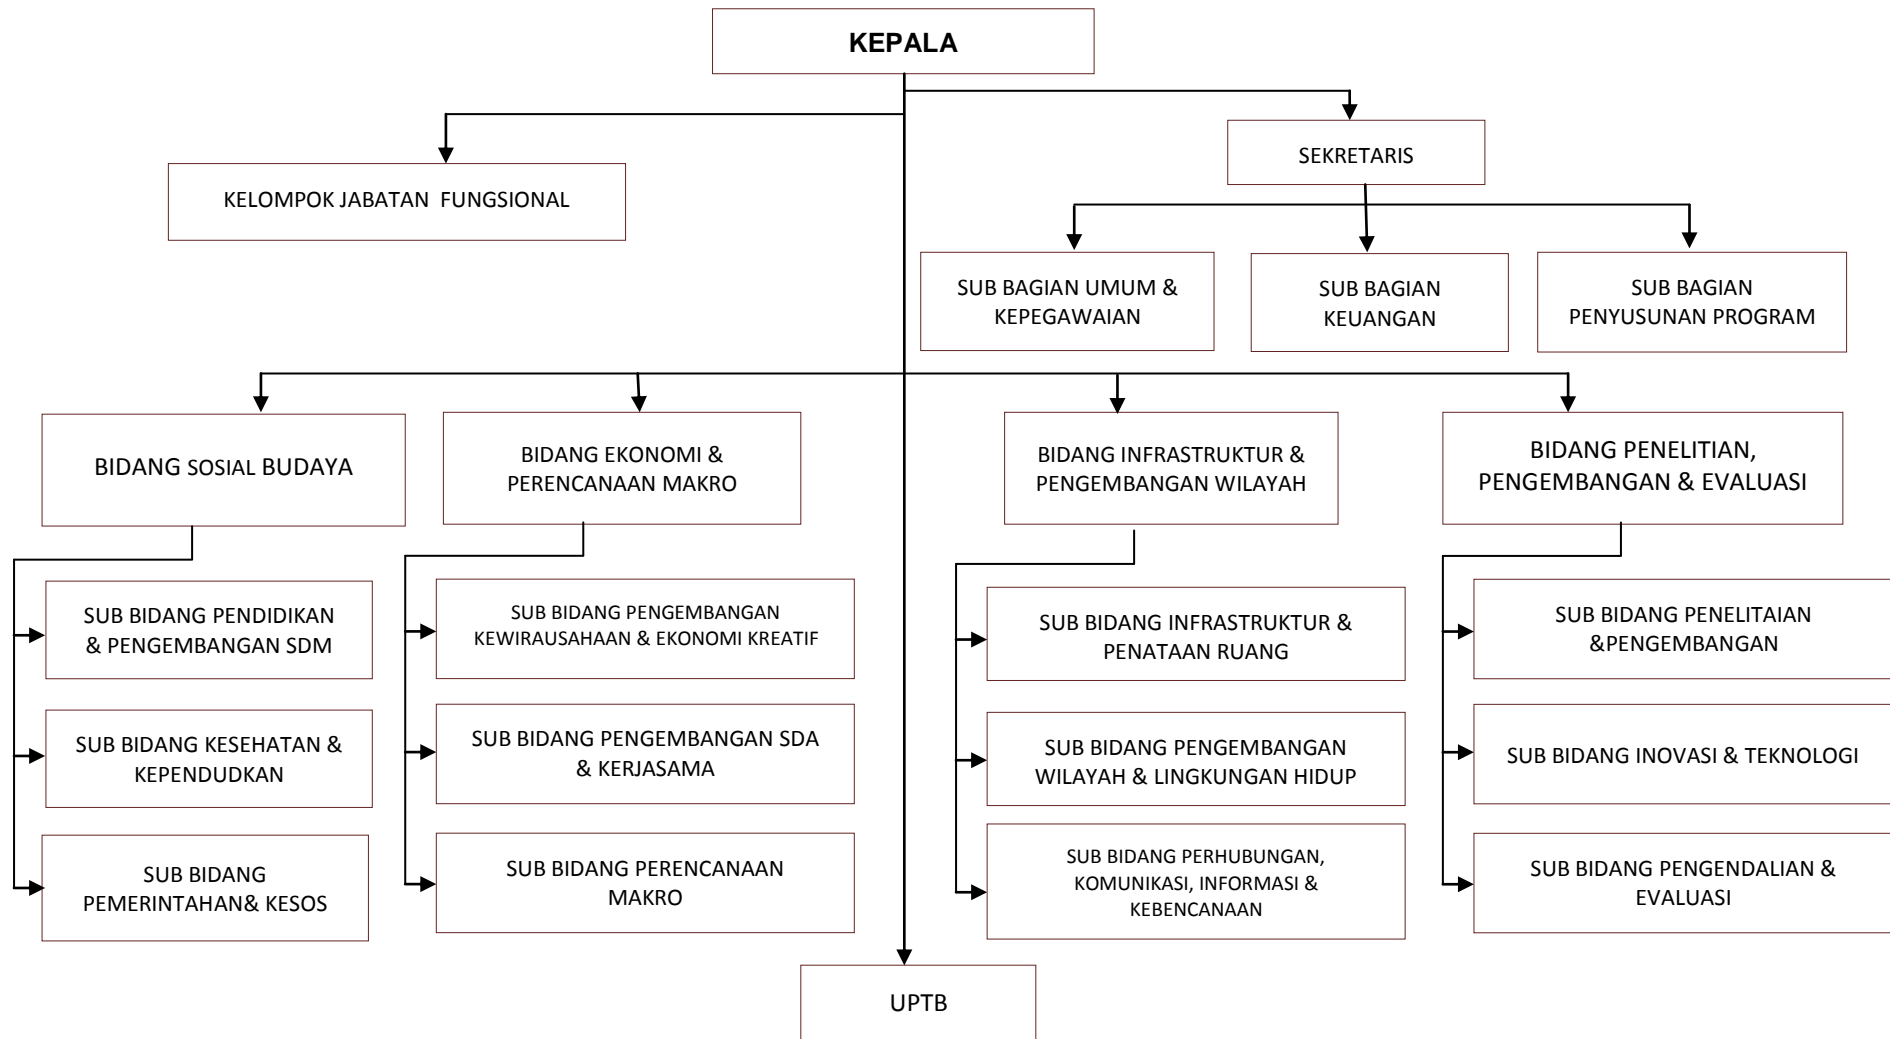 KEPALA
SEKRETARIS
KELOMPOK JABATAN  FUNGSIONAL
SUB BAGIAN UMUM &
KEPEGAWAIAN
SUB BAGIAN
KEUANGAN
SUB BAGIAN
PENYUSUNAN PROGRAM
BIDANG SOSIAL BUDAYA
BIDANG EKONOMI &
PERENCANAAN MAKRO
BIDANG INFRASTRUKTUR &
PENGEMBANGAN WILAYAH
BIDANG PENELITIAN,
PENGEMBANGAN & EVALUASI
SUB BIDANG PENDIDIKAN
& PENGEMBANGAN SDM
SUB BIDANG PENGEMBANGAN
KEWIRAUSAHAAN & EKONOMI KREATIF
SUB BIDANG INFRASTRUKTUR &
PENATAAN RUANG
SUB BIDANG PENELITAIAN
&PENGEMBANGAN
SUB BIDANG KESEHATAN &
KEPENDUDKAN
SUB BIDANG PENGEMBANGAN SDA
& KERJASAMA
SUB BIDANG PENGEMBANGAN
WILAYAH & LINGKUNGAN HIDUP
SUB BIDANG INOVASI & TEKNOLOGI
SUB BIDANG
PEMERINTAHAN& KESOS
SUB BIDANG PERENCANAAN
MAKRO
SUB BIDANG PERHUBUNGAN,
KOMUNIKASI, INFORMASI &
KEBENCANAAN
SUB BIDANG PENGENDALIAN &
EVALUASI
UPTB